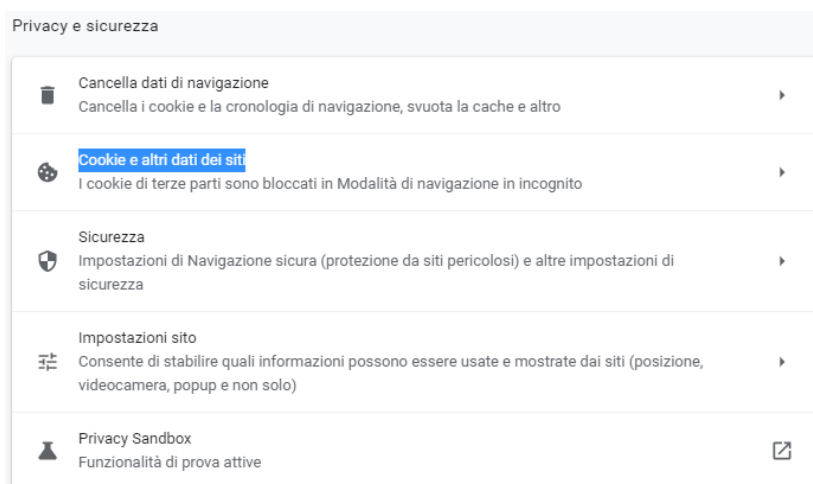 Privacy e sicurezza
Cancella dati di navigazione
Cancella i cookie e la cronologia di navigazione, svuota la cache e altro
Cookie e altri dati dei siti
I cookie di terze parti sono bloccati in Modalità di navigazione in incognito
Sicurezza
Impostazioni di Navigazione sicura (protezione da siti pericolosi) e altre impostazioni di
sicurezza
Impostazioni sito
Consente di stabilire quali informazioni possono essere usate e mostrate dai siti (posizione,
videocamera, popup e non solo)
Privacy Sandbox
Funzionalità di prova attive